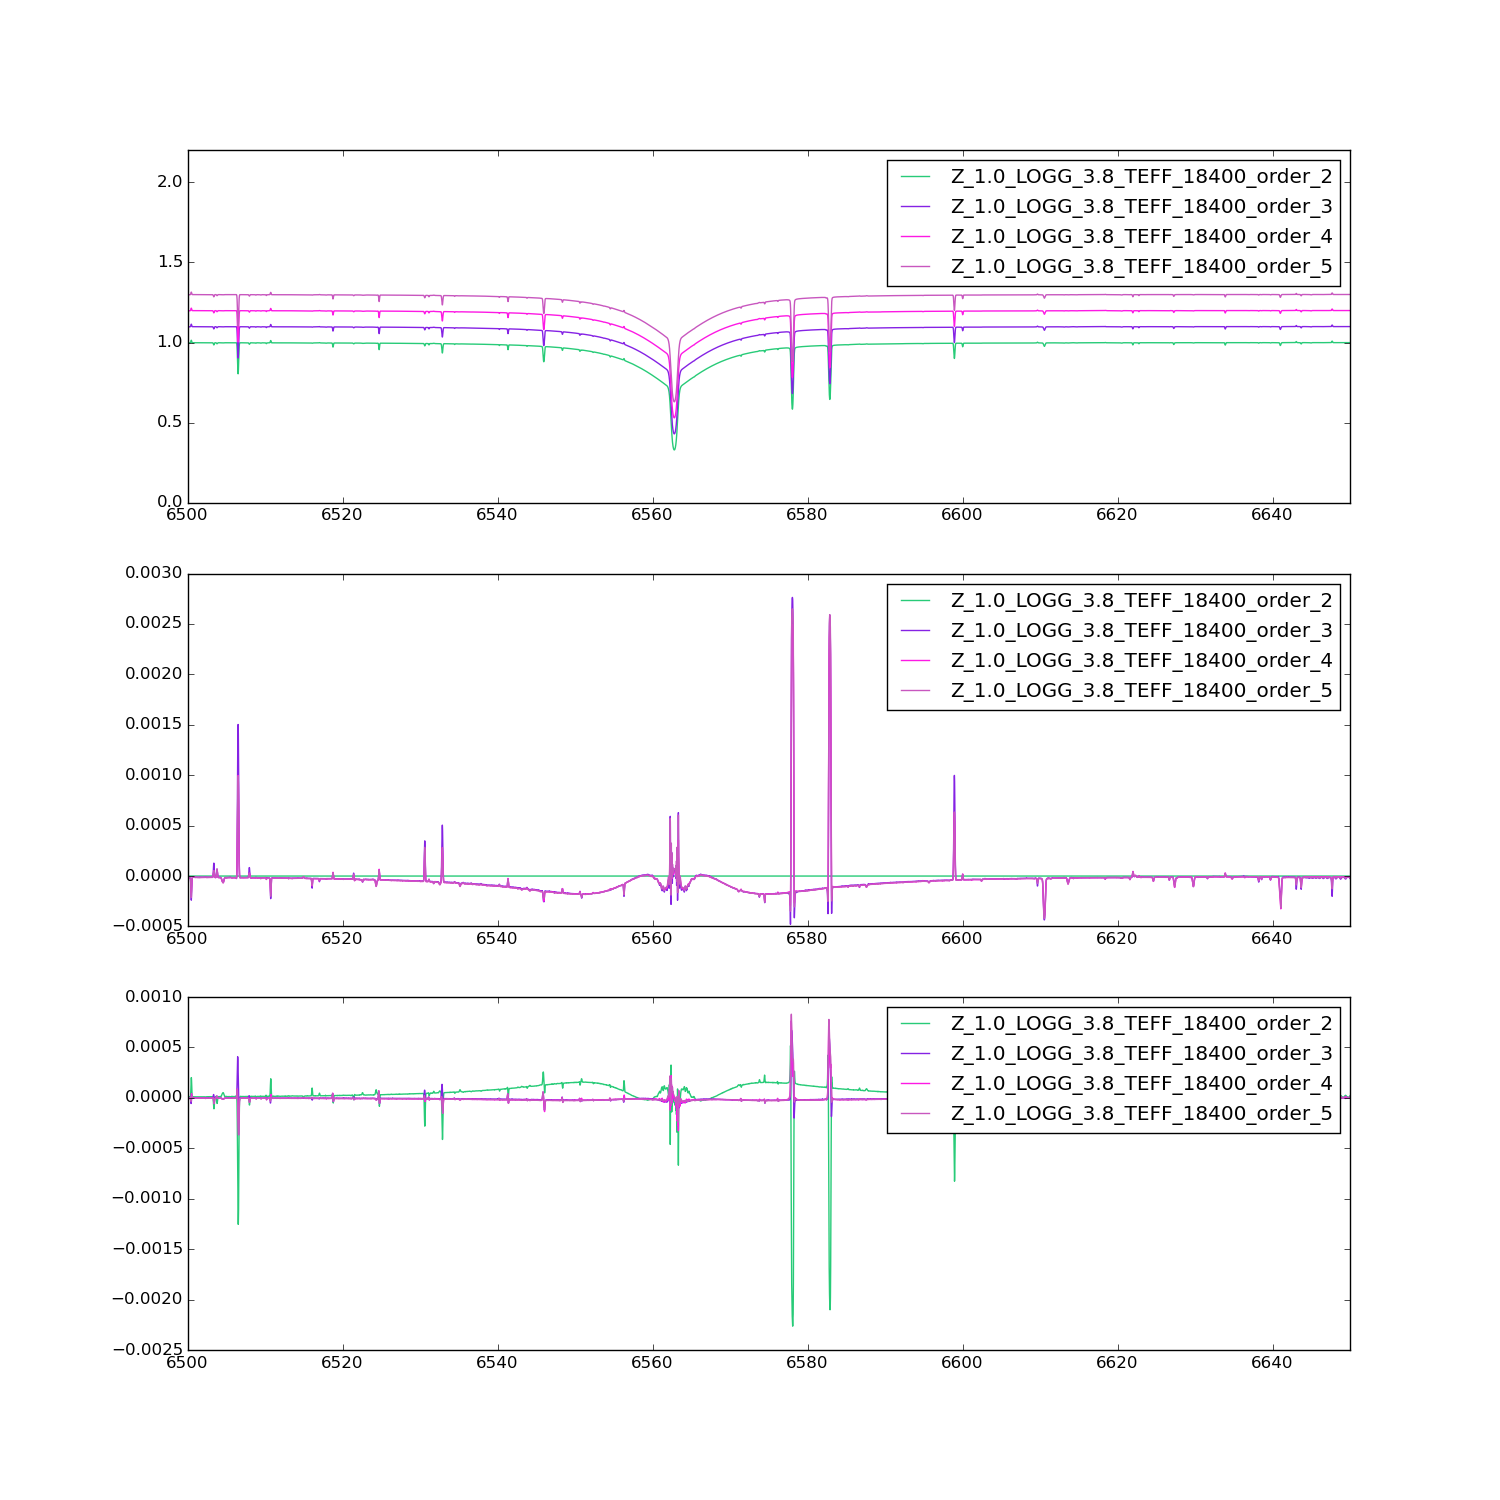 2.0
1.5
1.0
0.5
0.0
Z_1.0_LOGG_3.8_TEFF_18400_order_2
Z_1.0_LOGG_3.8_TEFF_18400_order_3
Z_1.0_LOGG_3.8_TEFF_18400_order_4
Z_1.0_LOGG_3.8_TEFF_18400_order_5
6500 6520 6540 6560 6580 6600 6620 6640
0.0030
0.0025
0.0020
0.0015
0.0010
0.0005
0.0000
−0.0005
Z_1.0_LOGG_3.8_TEFF_18400_order_2
Z_1.0_LOGG_3.8_TEFF_18400_order_3
Z_1.0_LOGG_3.8_TEFF_18400_order_4
Z_1.0_LOGG_3.8_TEFF_18400_order_5
6500 6520 6540 6560 6580 6600 6620 6640
0.0010
0.0005
0.0000
−0.0005
−0.0010
−0.0015
−0.0020
−0.0025
Z_1.0_LOGG_3.8_TEFF_18400_order_2
Z_1.0_LOGG_3.8_TEFF_18400_order_3
Z_1.0_LOGG_3.8_TEFF_18400_order_4
Z_1.0_LOGG_3.8_TEFF_18400_order_5
6500 6520 6540 6560 6580 6600 6620 6640